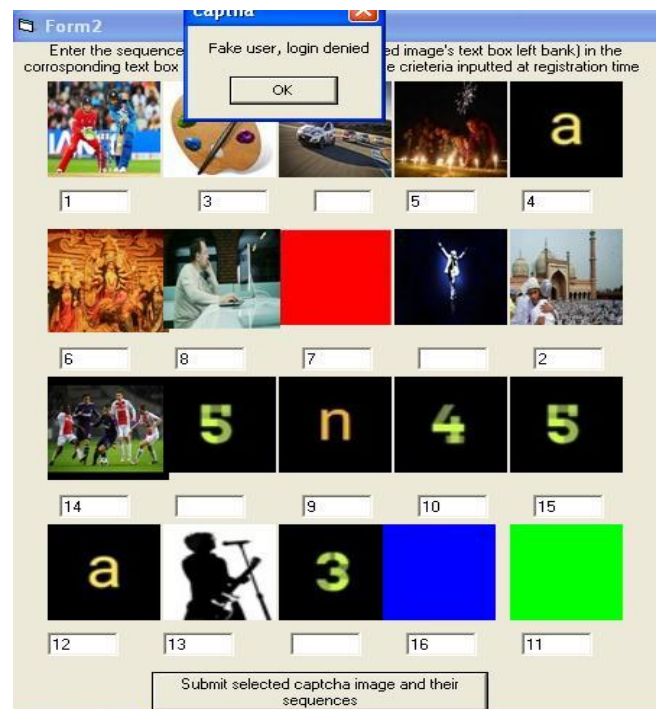 Captha
Form2
Fake user, login denied
OK
Enter the sequence ed image's text box left bank) in the
corrosponding text box e crieteria inputted at registration time
a
1 3 5 4
6 8 7 2
5 n 4 5
14 9 10 15
a 3
12 13 16 11
Submit selected captcha image and their
sequences